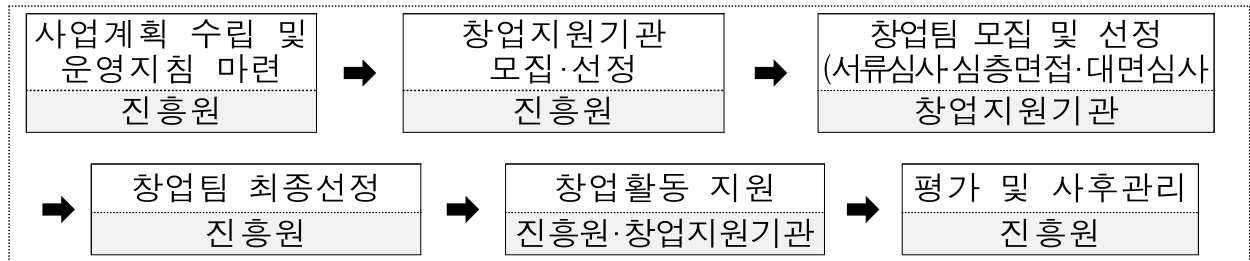 사업계획 수립 및
운영지침 마련
진흥원
창업지원기관
모집·선정
진흥원
창업팀 모집 및 선정
(서류심사·심층면접·대면심사
창업지원기관
창업팀 최종선정
진흥원
창업활동 지원
진흥원·창업지원기관
평가 및 사후관리
진흥원